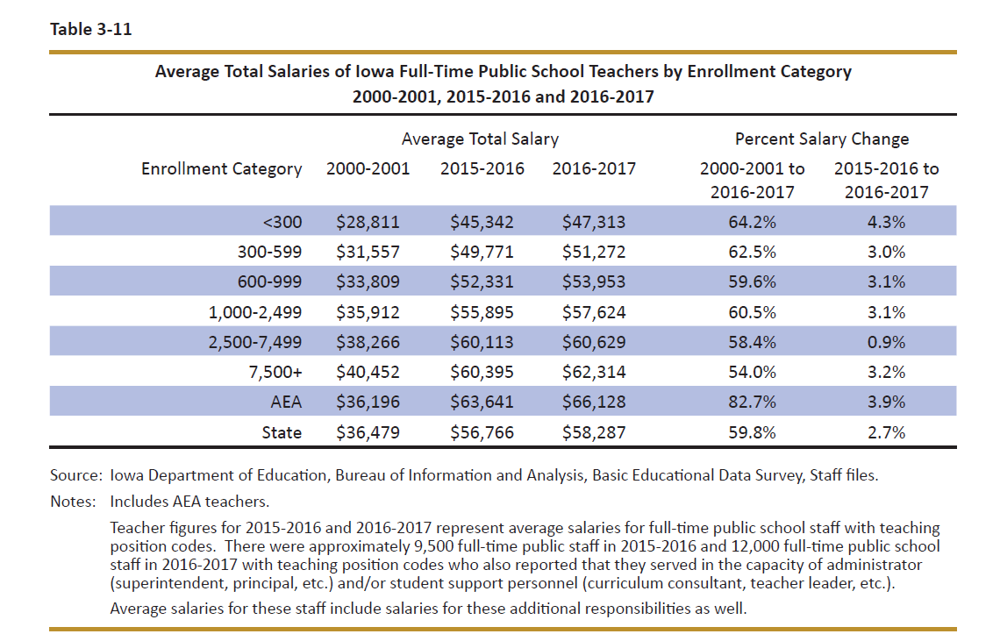 Table 3-11
Average Total Salaries of Iowa Full-Time Public School Teachers by Enrollment Category
2000-2001, 2015-2016 and 2016-2017
Average Total Salary Percent Salary Change
Enrollment Category 2000-2001 2015-2016 2016-2017 2000-2001 to 2015-2016 to
2016-2017 2016-2017
<300 $28,811 $45,342 $47,313 64.2% 4.3%
300-599 $31,557 $49,771 $51,272 62.5% 3.0%
600-999 $33,809 $52,331 $53,953 59.6% 3.1%
1,000-2,499 $35,912 $55,895 $57,624 60.5% 3.1%
2,500-7,499 $38,266 $60,113 $60,629 58.4% 0.9%
7,500+ $40,452 $60,395 $62,314 54.0% 3.2%
AEA $36,196 $63,641 $66,128 82.7% 3.9%
State $36,479 $56,766 $58,287 59.8% 2.7%
Source: Iowa Department of Education, Bureau of Information and Analysis, Basic Educational Data Survey, Staff files.
Notes: Includes AEA teachers.
Teacher figures for 2015-2016 and 2016-2017 represent average salaries for full-time public school staff with teaching
position codes. There were approximately 9,500 full-time public staff in 2015-2016 and 12,000 full-time public school
staff in 2016-2017 with teaching position codes who also reported that they served in the capacity of administrator
(superintendent, principal, etc.) and/or student support personnel (curriculum consultant, teacher leader, etc.).
Average salaries for these staff include salaries for these additional responsibilities as well.